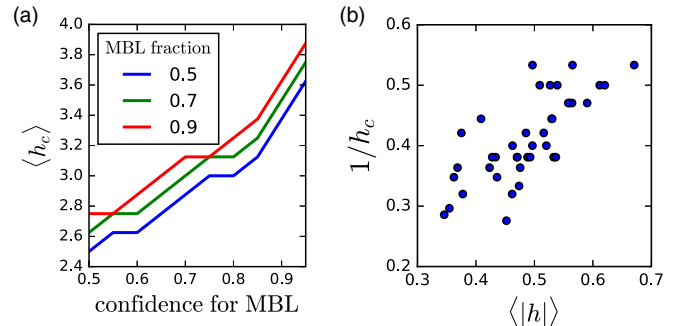 (a)
4.0
3.8
3.6
3.4
3.2
3.0
2.8
2.6
2.4
⟨h_c⟩
MBL fraction
0.5
0.7
0.9
0.5 0.6 0.7 0.8 0.9
confidence for MBL
(b)
0.6
0.5
0.4
0.3
0.2
1/h_c
0.3 0.4 0.5 0.6 0.7
⟨|h|⟩